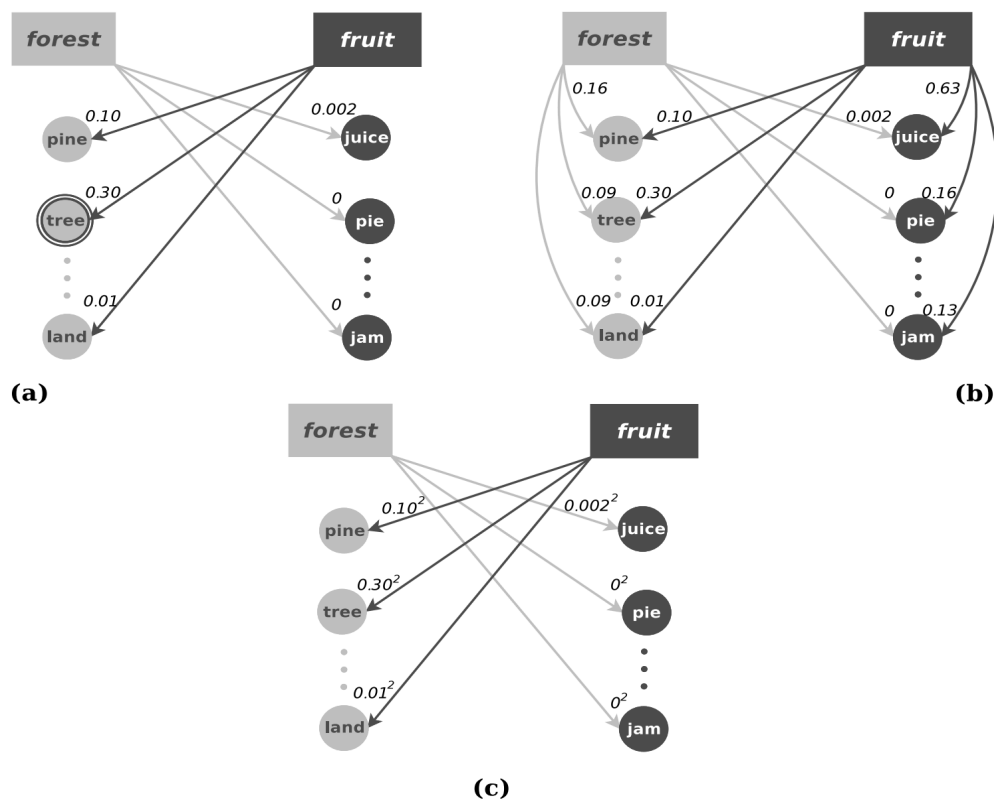 forest
fruit
0.10
0.002
pine
juice
0.30
0
tree
pie
0.01
0
land
jam
(a)
forest
fruit
0.16
0.63
0.10
0.002
pine
juice
0.09
0.30
0
0.16
tree
pie
0.09
0.01
0
0.13
land
jam
(b)
forest
fruit
0.10²
0.002²
pine
juice
0.30²
0²
tree
pie
0.01²
0²
land
jam
(c)